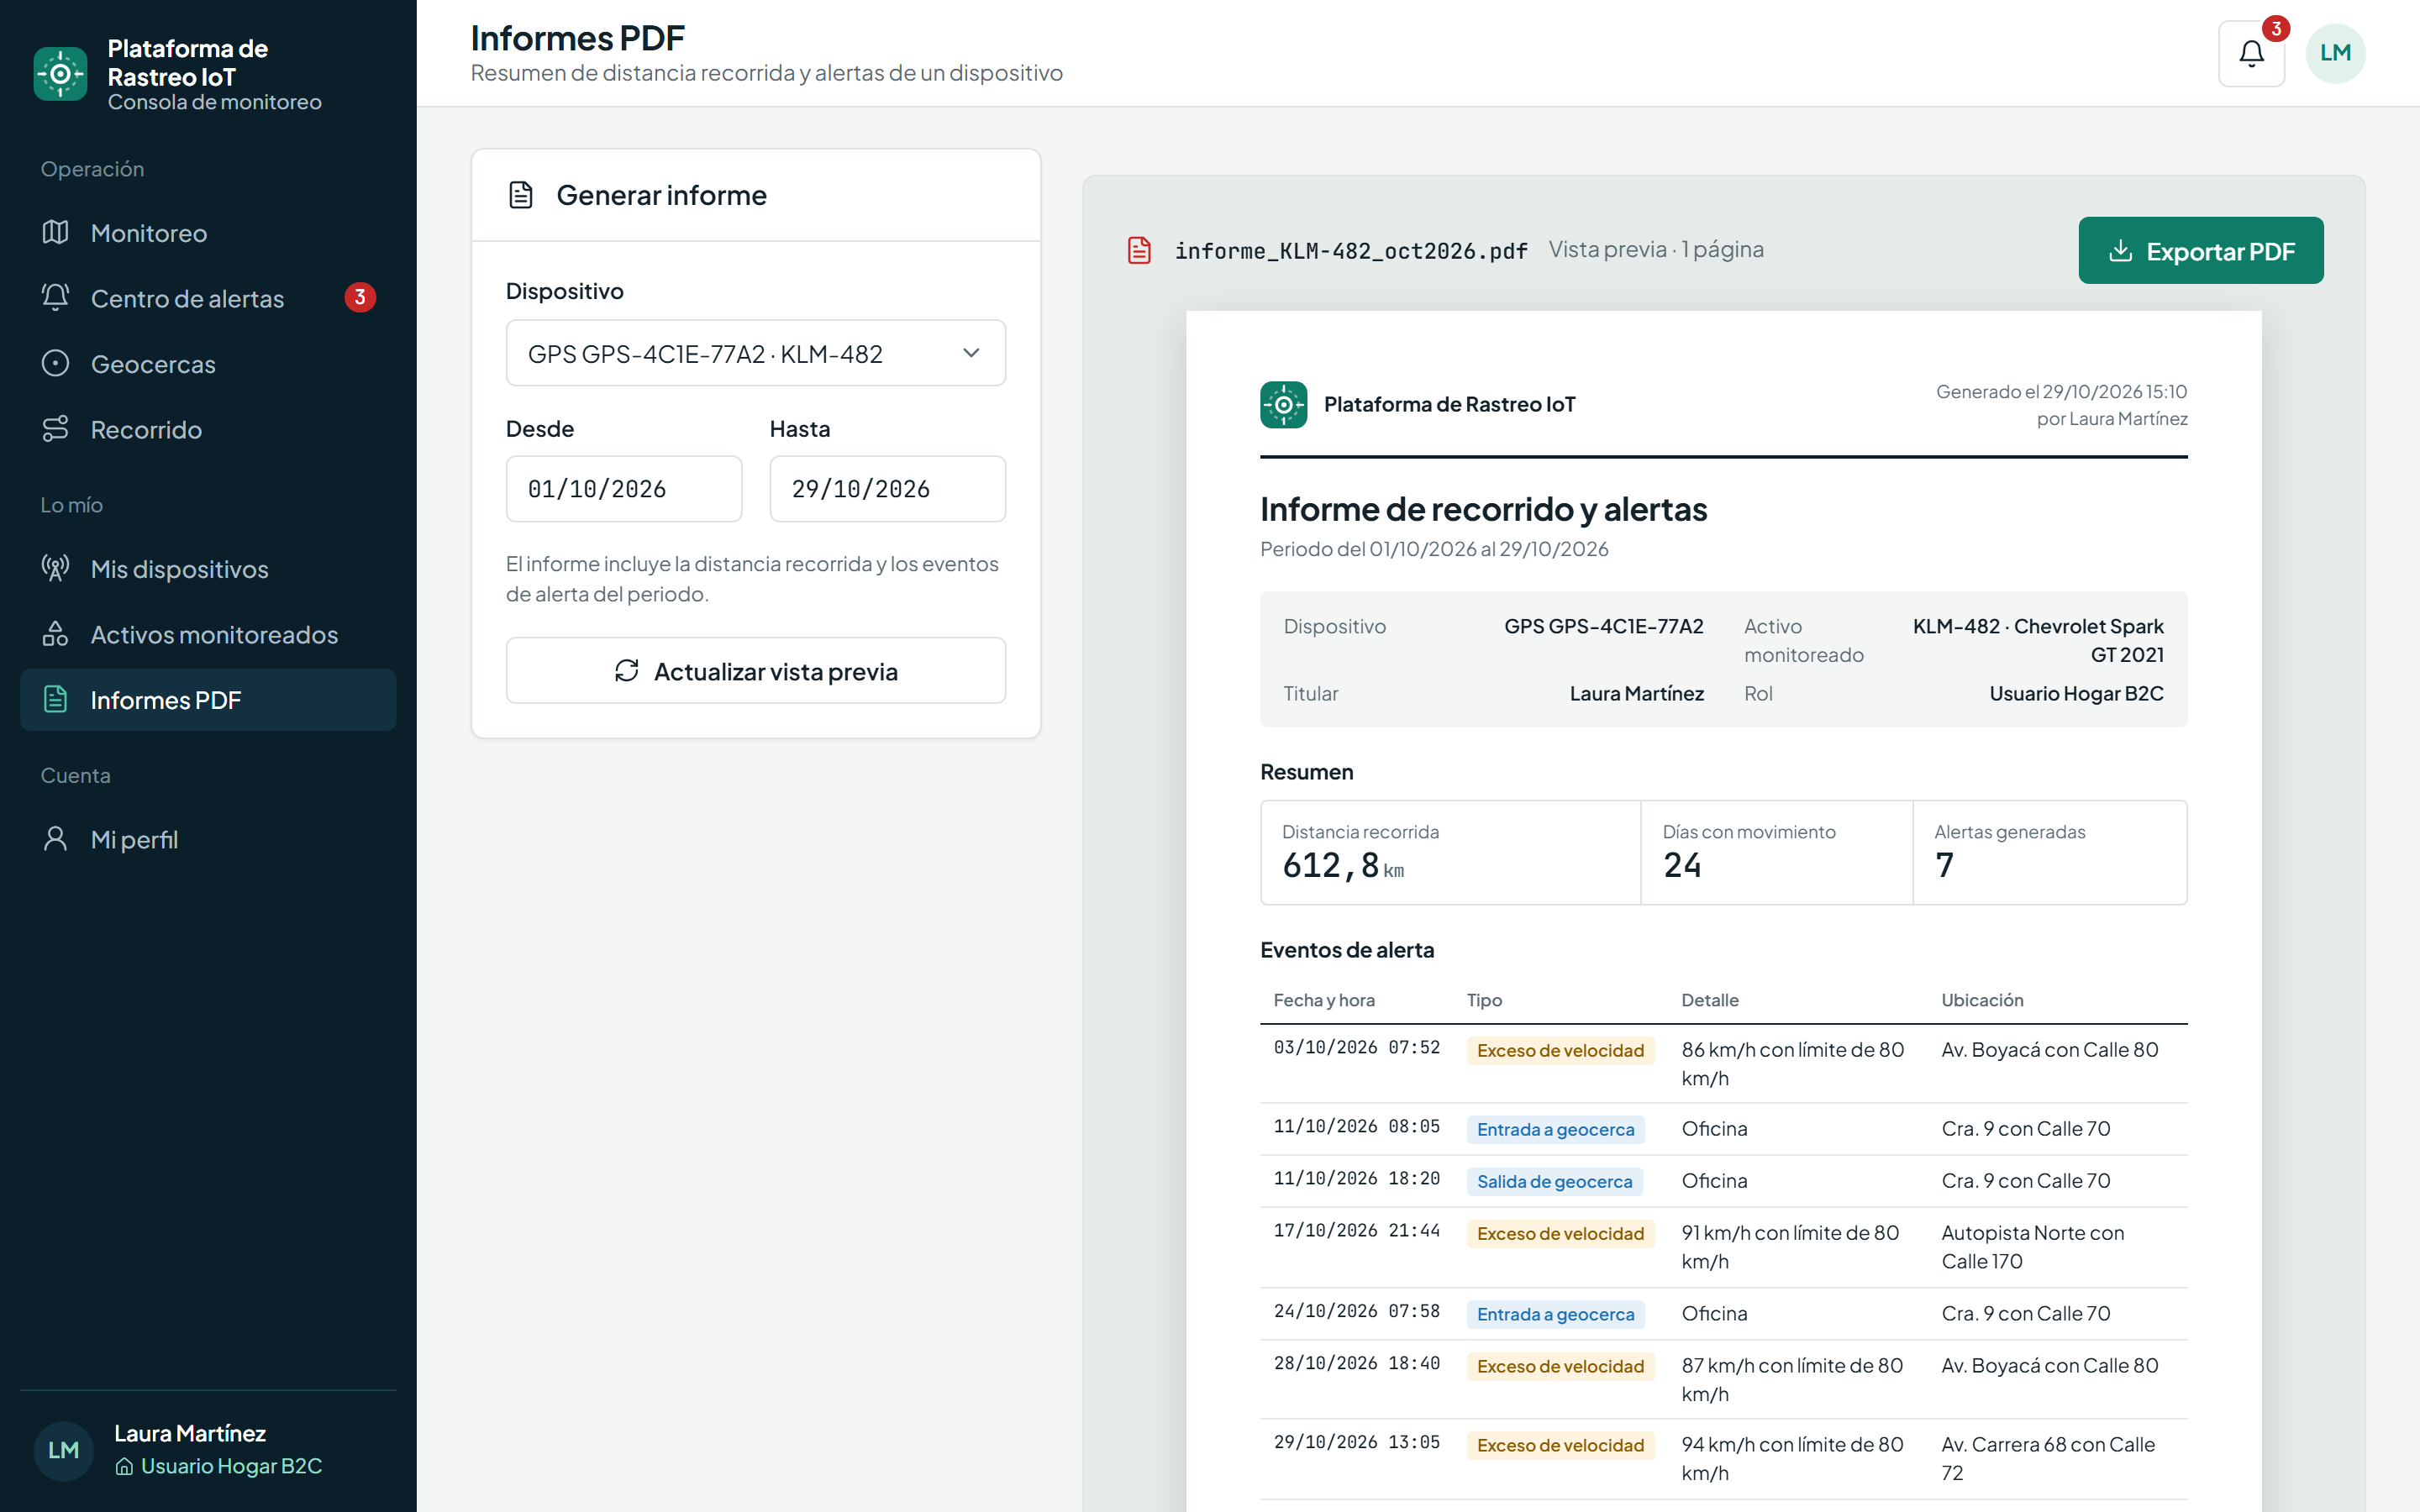 Plataforma de
Rastreo IoT
Consola de monitoreo
Operación
Monitoreo
Centro de alertas 3
Geocercas
Recorrido
Lo mío
Mis dispositivos
Activos monitoreados
Informes PDF
Cuenta
Mi perfil
LM
Laura Martínez
Usuario Hogar B2C
Informes PDF
Resumen de distancia recorrida y alertas de un dispositivo
3
LM
Generar informe
Dispositivo
GPS GPS-4C1E-77A2 · KLM-482
Desde Hasta
01/10/2026 29/10/2026
El informe incluye la distancia recorrida y los eventos
de alerta del periodo.
Actualizar vista previa
informe_KLM-482_oct2026.pdf Vista previa · 1 página
Exportar PDF
Plataforma de Rastreo IoT
Generado el 29/10/2026 15:10
por Laura Martínez
Informe de recorrido y alertas
Periodo del 01/10/2026 al 29/10/2026
Dispositivo GPS GPS-4C1E-77A2
Activo
monitoreado
KLM-482 · Chevrolet Spark
GT 2021
Titular Laura Martínez
Rol Usuario Hogar B2C
Resumen
Distancia recorrida
612,8 km
Días con movimiento
24
Alertas generadas
7
Eventos de alerta
Fecha y hora Tipo Detalle Ubicación
03/10/2026 07:52 Exceso de velocidad 86 km/h con límite de 80 Av. Boyacá con Calle 80
km/h
11/10/2026 08:05 Entrada a geocerca Oficina Cra. 9 con Calle 70
11/10/2026 18:20 Salida de geocerca Oficina Cra. 9 con Calle 70
17/10/2026 21:44 Exceso de velocidad 91 km/h con límite de 80 Autopista Norte con
km/h Calle 170
24/10/2026 07:58 Entrada a geocerca Oficina Cra. 9 con Calle 70
28/10/2026 18:40 Exceso de velocidad 87 km/h con límite de 80 Av. Boyacá con Calle 80
km/h
29/10/2026 13:05 Exceso de velocidad 94 km/h con límite de 80 Av. Carrera 68 con Calle
km/h 72